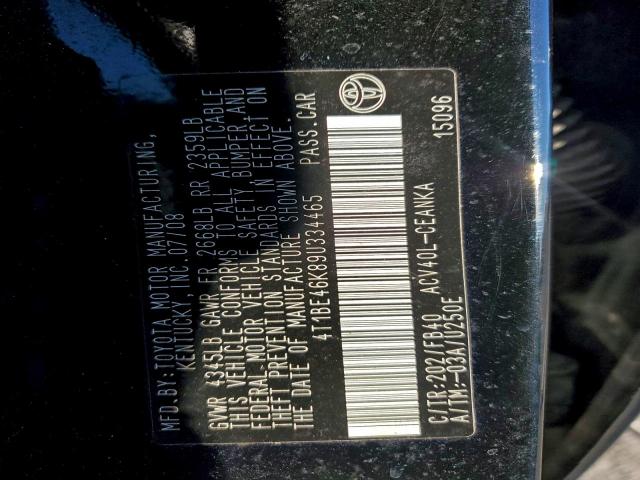 MFD.BY:TOYOTA MOTOR MANUFACTURING,
KENTUCKY, INC. 07/08
GVWR 4345LB GAWR FR 2668LB RR 2359LB
THIS VEHICLE CONFORMS TO ALL APPLICABLE
FEDERAL MOTOR VEHICLE SAFETY, BUMPER, AND
THEFT PREVENTION STANDARDS IN EFFECT ON
THE DATE OF MANUFACTURE SHOWN ABOVE.
4T1BE46K89U334465 PASS.CAR
C/TR:202/FB40 ACV40L-CEANKA 15096
A/TM:-03A/U250E